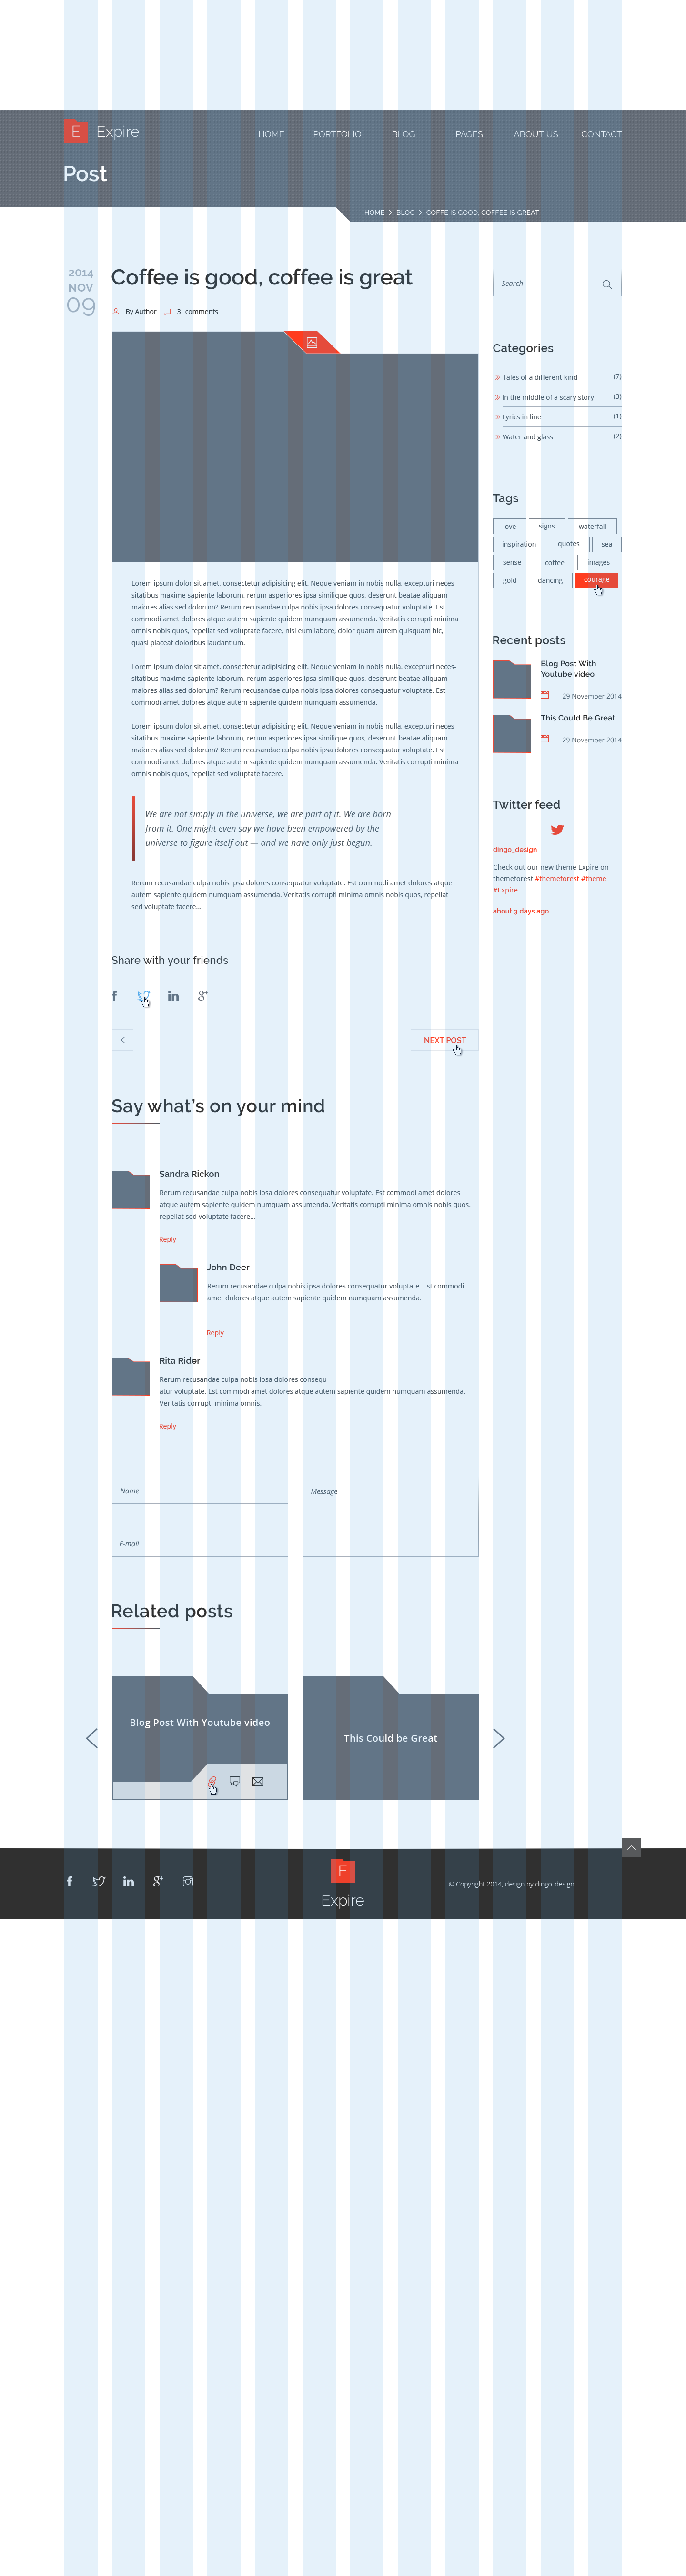 E Expire
HOME PORTFOLIO BLOG PAGES ABOUT US CONTACT
Post
HOME > BLOG > COFFE IS GOOD, COFFEE IS GREAT
2014
NOV
09
Coffee is good, coffee is great
By Author 3 comments
Lorem ipsum dolor sit amet, consectetur adipisicing elit. Neque veniam in nobis nulla, excepturi neces-
sitatibus maxime sapiente laborum, rerum asperiores ipsa similique quos, deserunt beatae aliquam
maiores alias sed dolorum? Rerum recusandae culpa nobis ipsa dolores consequatur voluptate. Est
commodi amet dolores atque autem sapiente quidem numquam assumenda. Veritatis corrupti minima
omnis nobis quos, repellat sed voluptate facere, nisi eum labore, dolor quam autem quisquam hic,
quasi placeat doloribus laudantium.
Lorem ipsum dolor sit amet, consectetur adipisicing elit. Neque veniam in nobis nulla, excepturi neces-
sitatibus maxime sapiente laborum, rerum asperiores ipsa similique quos, deserunt beatae aliquam
maiores alias sed dolorum? Rerum recusandae culpa nobis ipsa dolores consequatur voluptate. Est
commodi amet dolores atque autem sapiente quidem numquam assumenda.
Lorem ipsum dolor sit amet, consectetur adipisicing elit. Neque veniam in nobis nulla, excepturi neces-
sitatibus maxime sapiente laborum, rerum asperiores ipsa similique quos, deserunt beatae aliquam
maiores alias sed dolorum? Rerum recusandae culpa nobis ipsa dolores consequatur voluptate. Est
commodi amet dolores atque autem sapiente quidem numquam assumenda. Veritatis corrupti minima
omnis nobis quos, repellat sed voluptate facere.
We are not simply in the universe, we are part of it. We are born
from it. One might even say we have been empowered by the
universe to figure itself out — and we have only just begun.
Rerum recusandae culpa nobis ipsa dolores consequatur voluptate. Est commodi amet dolores atque
autem sapiente quidem numquam assumenda. Veritatis corrupti minima omnis nobis quos, repellat
sed voluptate facere...
Share with your friends
NEXT POST
Search
Categories
Tales of a different kind (7)
In the middle of a scary story (3)
Lyrics in line (1)
Water and glass (2)
Tags
love signs waterfall
inspiration quotes sea
sense coffee images
gold dancing courage
Recent posts
Blog Post With
Youtube video
29 November 2014
This Could Be Great
29 November 2014
Twitter feed
dingo_design
Check out our new theme Expire on
themeforest #themeforest #theme
#Expire
about 3 days ago
Say what's on your mind
Sandra Rickon
Rerum recusandae culpa nobis ipsa dolores consequatur voluptate. Est commodi amet dolores
atque autem sapiente quidem numquam assumenda. Veritatis corrupti minima omnis nobis quos,
repellat sed voluptate facere...
Reply
John Deer
Rerum recusandae culpa nobis ipsa dolores consequatur voluptate. Est commodi
amet dolores atque autem sapiente quidem numquam assumenda.
Reply
Rita Rider
Rerum recusandae culpa nobis ipsa dolores consequ
atur voluptate. Est commodi amet dolores atque autem sapiente quidem numquam assumenda.
Veritatis corrupti minima omnis.
Reply
Name
Message
E-mail
Related posts
Blog Post With Youtube video
This Could be Great
E
Expire
© Copyright 2014, design by dingo_design